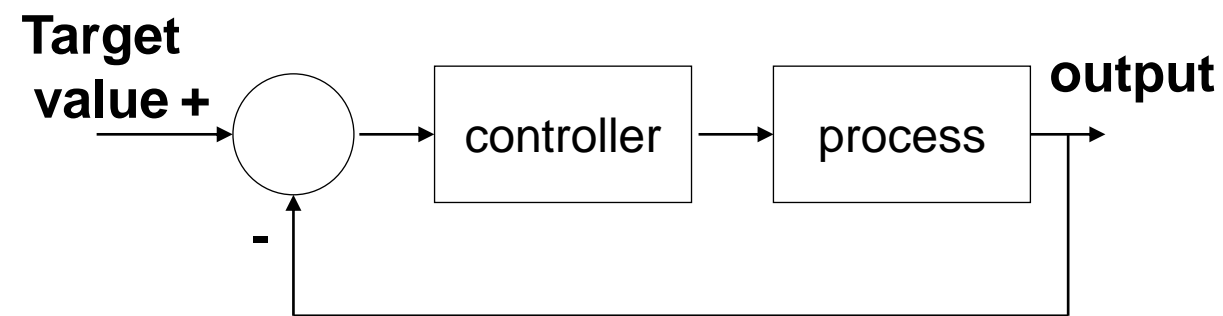 Target
value +
output
controller
process
-